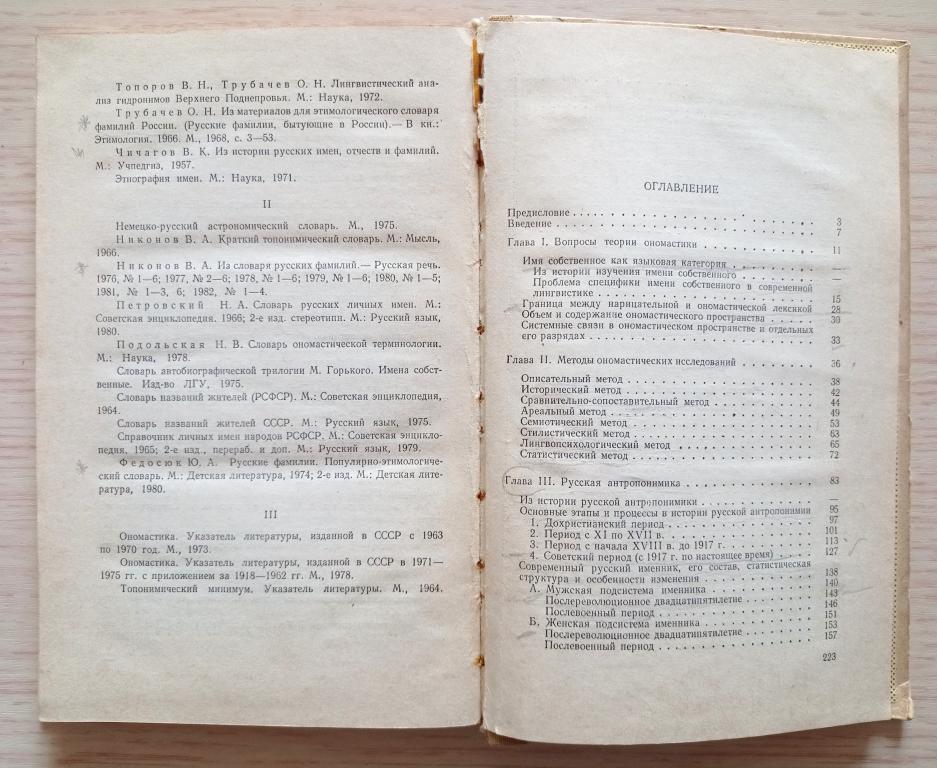 Топоров В. Н., Трубачев О. Н. Лингвистический ана-
лиз гидронимов Верхнего Поднепровья. М.: Наука, 1972.
Трубачев О. Н. Из материалов для этимологического словаря
фамилий России. (Русские фамилии, бытующие в России).— В кн.:
Этимология. 1966. М., 1968, с. 3—53.
Чичагов В. К. Из истории русских имен, отчеств и фамилий.
М.: Учпедгиз, 1957.
Этнография имен. М.: Наука, 1971.
II
Немецко-русский астрономический словарь. М., 1975.
Никонов В. А. Краткий топонимический словарь. М.: Мысль,
1966.
Никонов В. А. Из словаря русских фамилий.— Русская речь.
1976, № 1—6; 1977, № 2—6; 1978, № 1—6; 1979, № 1—6; 1980, № 1—5;
1981, № 1—3, 6; 1982, № 1—4.
Петровский Н. А. Словарь русских личных имен. М.:
Советская энциклопедия. 1966; 2-е изд. стереотипн. М.: Русский язык,
1980.
Подольская Н. В. Словарь ономастической терминологии.
М.: Наука, 1978.
Словарь автобиографической трилогии М. Горького. Имена собст-
венные. Изд-во ЛГУ, 1975.
Словарь названий жителей (РСФСР). М.: Советская энциклопедия,
1964.
Словарь названий жителей СССР. М.: Русский язык, 1975.
Справочник личных имен народов РСФСР. М.: Советская энцикло-
педия, 1965; 2-е изд., перераб. и доп. М.: Русский язык, 1979.
Федосюк Ю. А. Русские фамилии. Популярно-этимологиче-
ский словарь. М.: Детская литература, 1974; 2-е изд. М.: Детская лите-
ратура, 1980.
III
Ономастика. Указатель литературы, изданной в СССР с 1963
по 1970 год. М., 1973.
Ономастика. Указатель литературы, изданной в СССР в 1971—
1975 гг. с приложением за 1918—1962 гг. М., 1978.
Топонимический минимум. Указатель литературы. М., 1964.
ОГЛАВЛЕНИЕ
Предисловие 3
Введение 7
Глава I. Вопросы теории ономастики 11
Имя собственное как языковая категория —
Из истории изучения имени собственного —
Проблема специфики имени собственного в современной
лингвистике 15
Граница между нарицательной и ономастической лексикой 28
Объем и содержание ономастического пространства 30
Системные связи в ономастическом пространстве и отдельных
его разрядах 33
Глава II. Методы ономастических исследований 36
Описательный метод 38
Исторический метод 42
Сравнительно-сопоставительный метод 44
Ареальный метод 49
Семиотический метод 53
Стилистический метод 63
Лингвопсихологический метод 65
Статистический метод 72
Глава III. Русская антропонимика 83
Из истории русской антропонимики —
Основные этапы и процессы в истории русской антропонимии 95
1. Дохристианский период 97
2. Период с XI по XVII в. 101
3. Период с начала XVIII в. до 1917 г. 113
4. Советский период (с 1917 г. по настоящее время) 127
Современный русский именник, его состав, статистическая
структура и особенности изменения 138
А. Мужская подсистема именника 140
Послереволюционное двадцатипятилетие 143
Послевоенный период 146
Б. Женская подсистема именника 151
Послереволюционное двадцатипятилетие 153
Послевоенный период 157
223